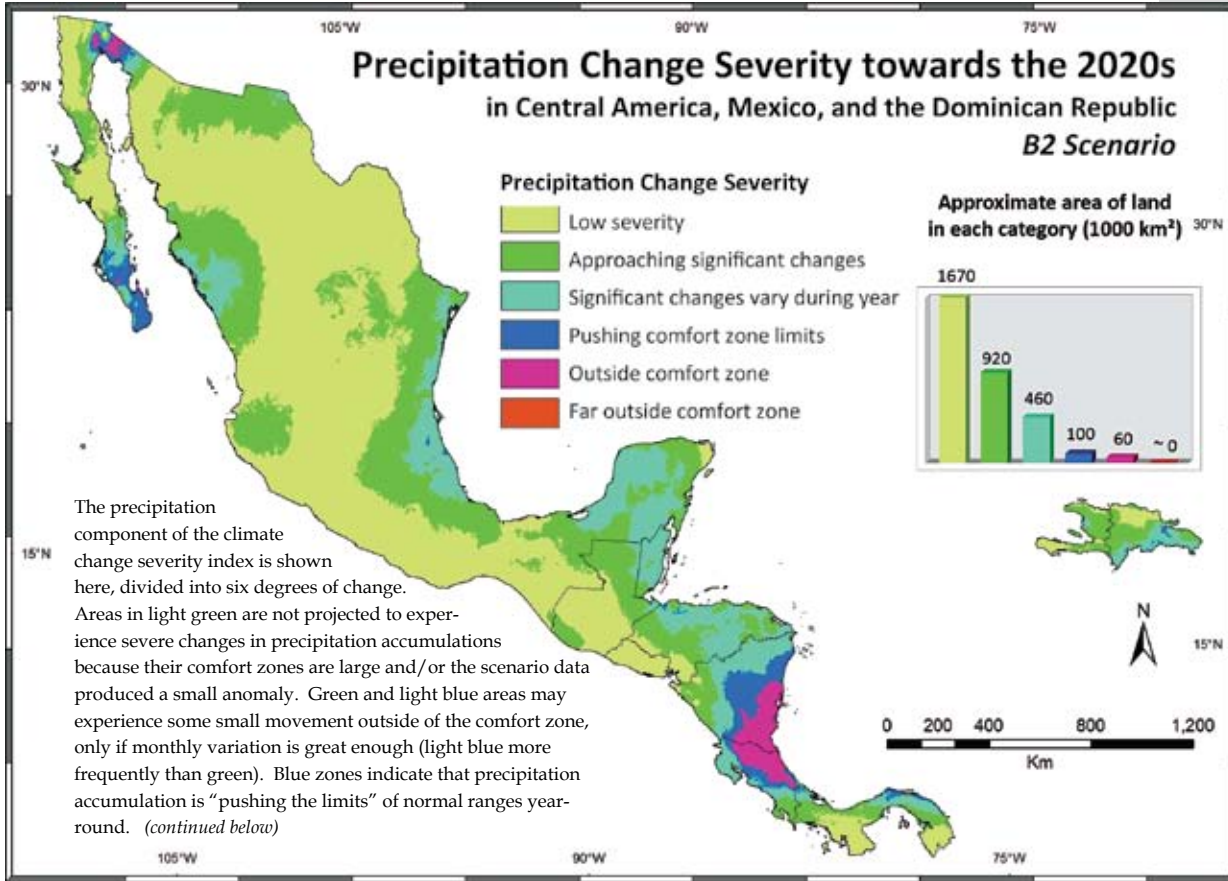 105°W
90°W
75°W
30°N
Precipitation Change Severity towards the 2020s
in Central America, Mexico, and the Dominican Republic
B2 Scenario
Precipitation Change Severity
Low severity
Approaching significant changes
Significant changes vary during year
Pushing comfort zone limits
Outside comfort zone
Far outside comfort zone
Approximate area of land
in each category (1000 km²)
30°N
1670
920
460
100
60
~ 0
The precipitation
component of the climate
change severity index is shown
here, divided into six degrees of change.
Areas in light green are not projected to exper-
ience severe changes in precipitation accumulations
because their comfort zones are large and/or the scenario data
produced a small anomaly. Green and light blue areas may
experience some small movement outside of the comfort zone,
only if monthly variation is great enough (light blue more
frequently than green). Blue zones indicate that precipitation
accumulation is “pushing the limits” of normal ranges year-
round. (continued below)
15°N
N
15°N
0 200 400 800 1,200
Km
105°W
90°W
75°W